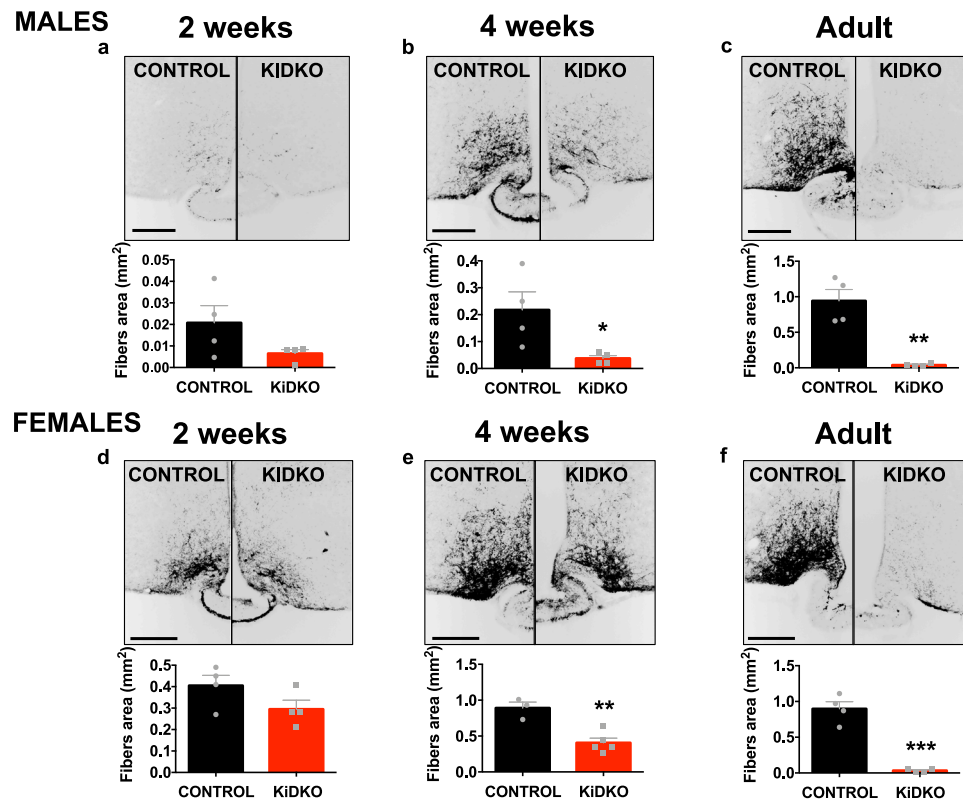 MALES
2 weeks
4 weeks
Adult
a
b
c
CONTROL KIDKO
CONTROL KIDKO
CONTROL KIDKO
Fibers area (mm²)
0.05
0.04
0.03
0.02
0.01
0.00
CONTROL KiDKO
Fibers area (mm²)
0.4
0.3
0.2
0.1
0.0
*
CONTROL KiDKO
Fibers area (mm²)
1.5
1.0
0.5
0.0
**
CONTROL KiDKO
FEMALES
2 weeks
4 weeks
Adult
d
e
f
CONTROL KIDKO
CONTROL KIDKO
CONTROL KIDKO
Fibers area (mm²)
0.5
0.4
0.3
0.2
0.1
0.0
CONTROL KiDKO
Fibers area (mm²)
1.5
1.0
0.5
0.0
**
CONTROL KiDKO
Fibers area (mm²)
1.5
1.0
0.5
0.0
***
CONTROL KiDKO